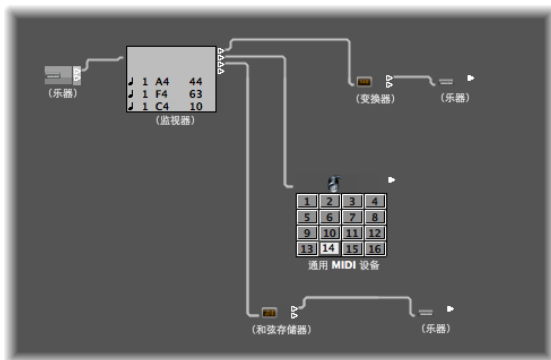 (乐器)
♩ 1 A4 44
♩ 1 F4 63
♩ 1 C4 10
(监视器)
(变换器)
(乐器)
1 2 3 4
5 6 7 8
9 10 11 12
13 14 15 16
通用 MIDI 设备
(和弦存储器)
(乐器)